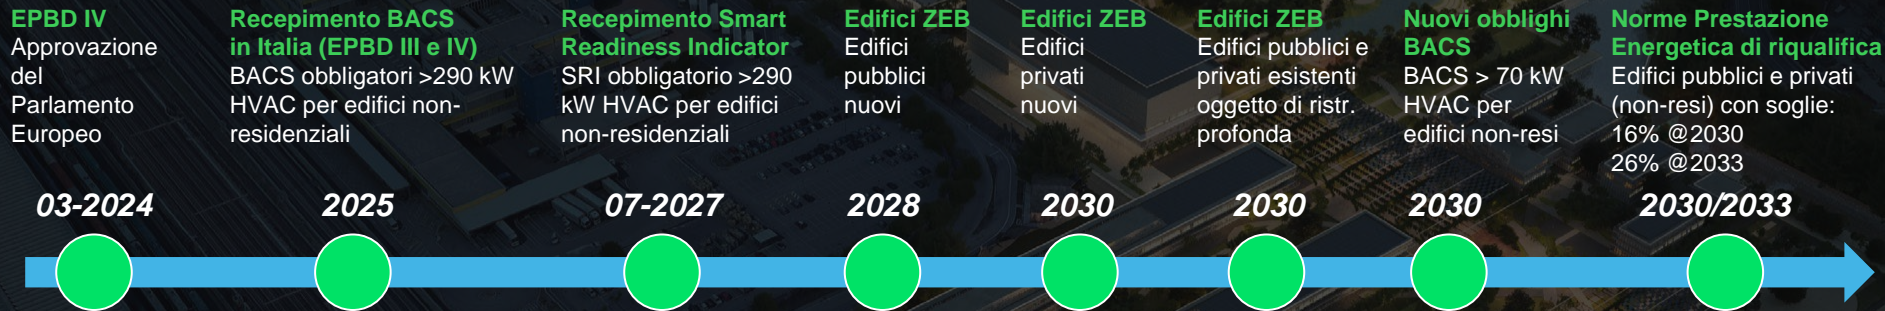 EPBD IV
Approvazione
del
Parlamento
Europeo
03-2024
Recepimento BACS
in Italia (EPBD III e IV)
BACS obbligatori >290 kW
HVAC per edifici non-
residenziali
2025
Recepimento Smart
Readiness Indicator
SRI obbligatorio >290
kW HVAC per edifici
non-residenziali
07-2027
Edifici ZEB
Edifici
pubblici
nuovi
2028
Edifici ZEB
Edifici
privati
nuovi
2030
Edifici ZEB
Edifici pubblici e
privati esistenti
oggetto di ristr.
profonda
2030
Nuovi obblighi
BACS
BACS > 70 kW
HVAC per
edifici non-resi
2030
Norme Prestazione
Energetica di riqualifica
Edifici pubblici e privati
(non-resi) con soglie:
16% @2030
26% @2033
2030/2033